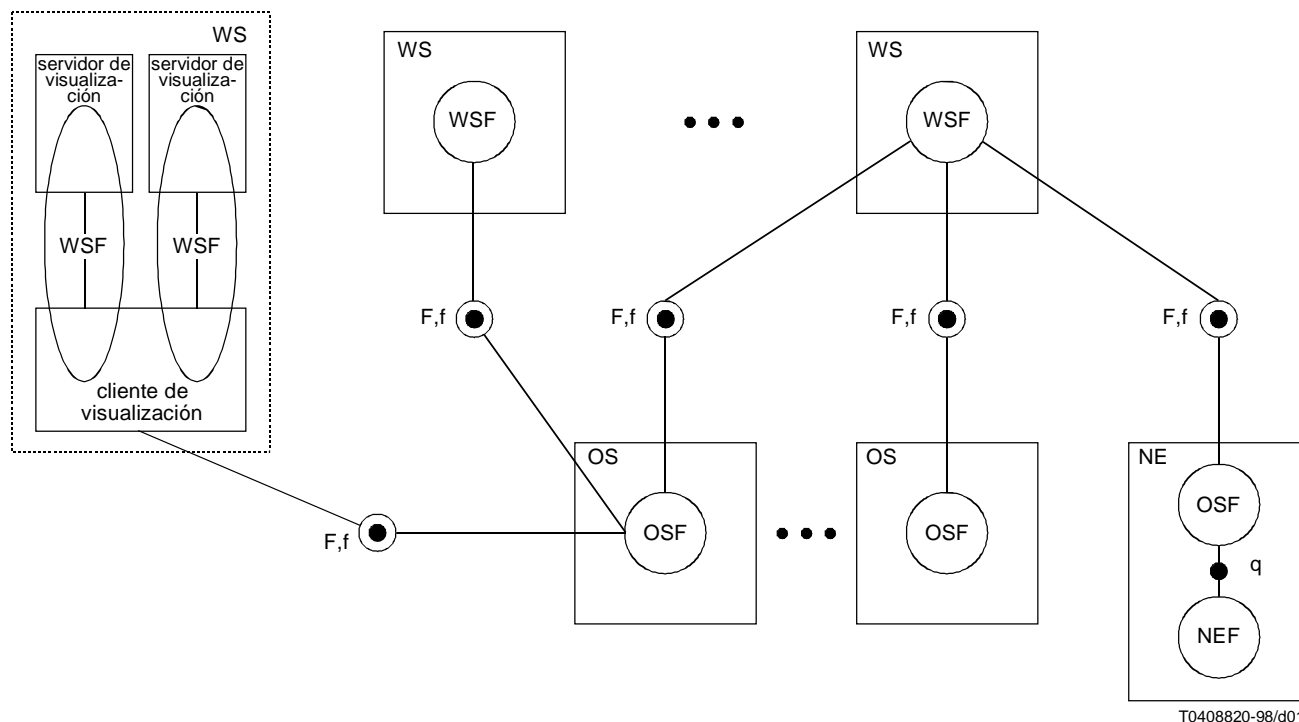 WS
servidor de
visualiza-
ción
servidor de
visualiza-
ción
WSF
WSF
cliente de
visualización
WS
WSF
WS
WSF
F,f
F,f
F,f
F,f
F,f
OS
OSF
OS
OSF
NE
OSF
q
NEF
T0408820-98/d01